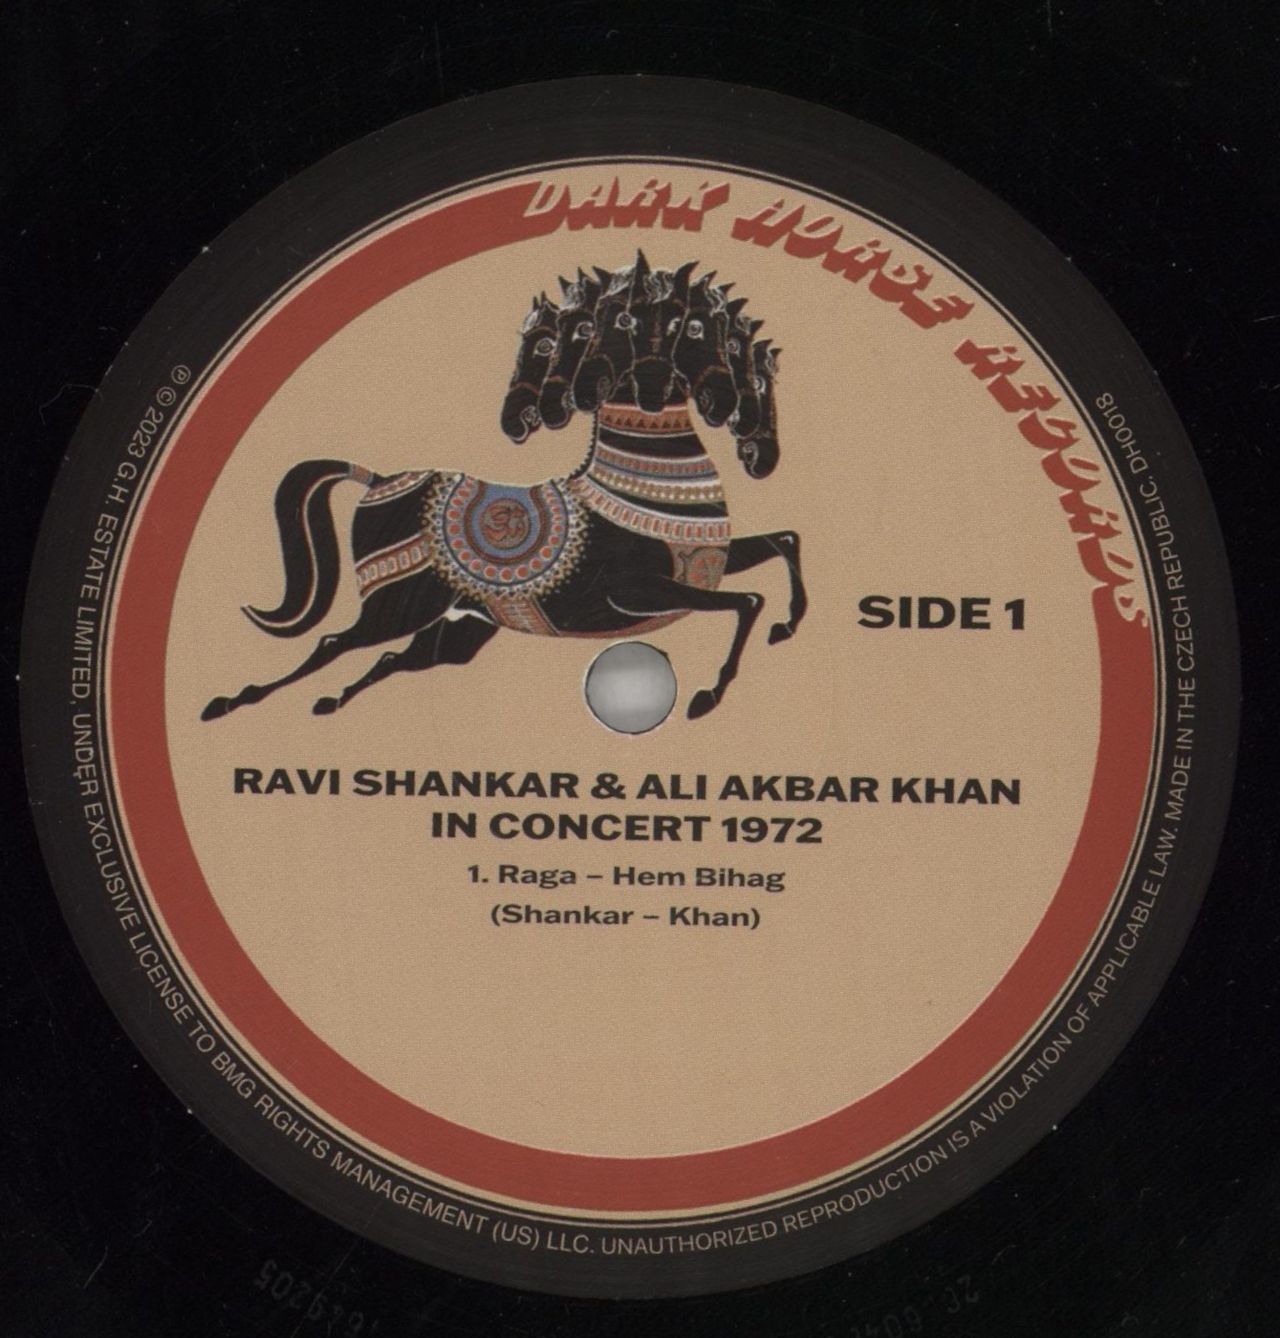 DARK HORSE RECORDS
SIDE 1
RAVI SHANKAR & ALI AKBAR KHAN
IN CONCERT 1972
1. Raga – Hem Bihag
(Shankar – Khan)
℗ © 2023 G.H. ESTATE LIMITED, UNDER EXCLUSIVE LICENSE TO BMG RIGHTS MANAGEMENT (US) LLC. UNAUTHORIZED REPRODUCTION IS A VIOLATION OF APPLICABLE LAW. MADE IN THE CZECH REPUBLIC. DH0018